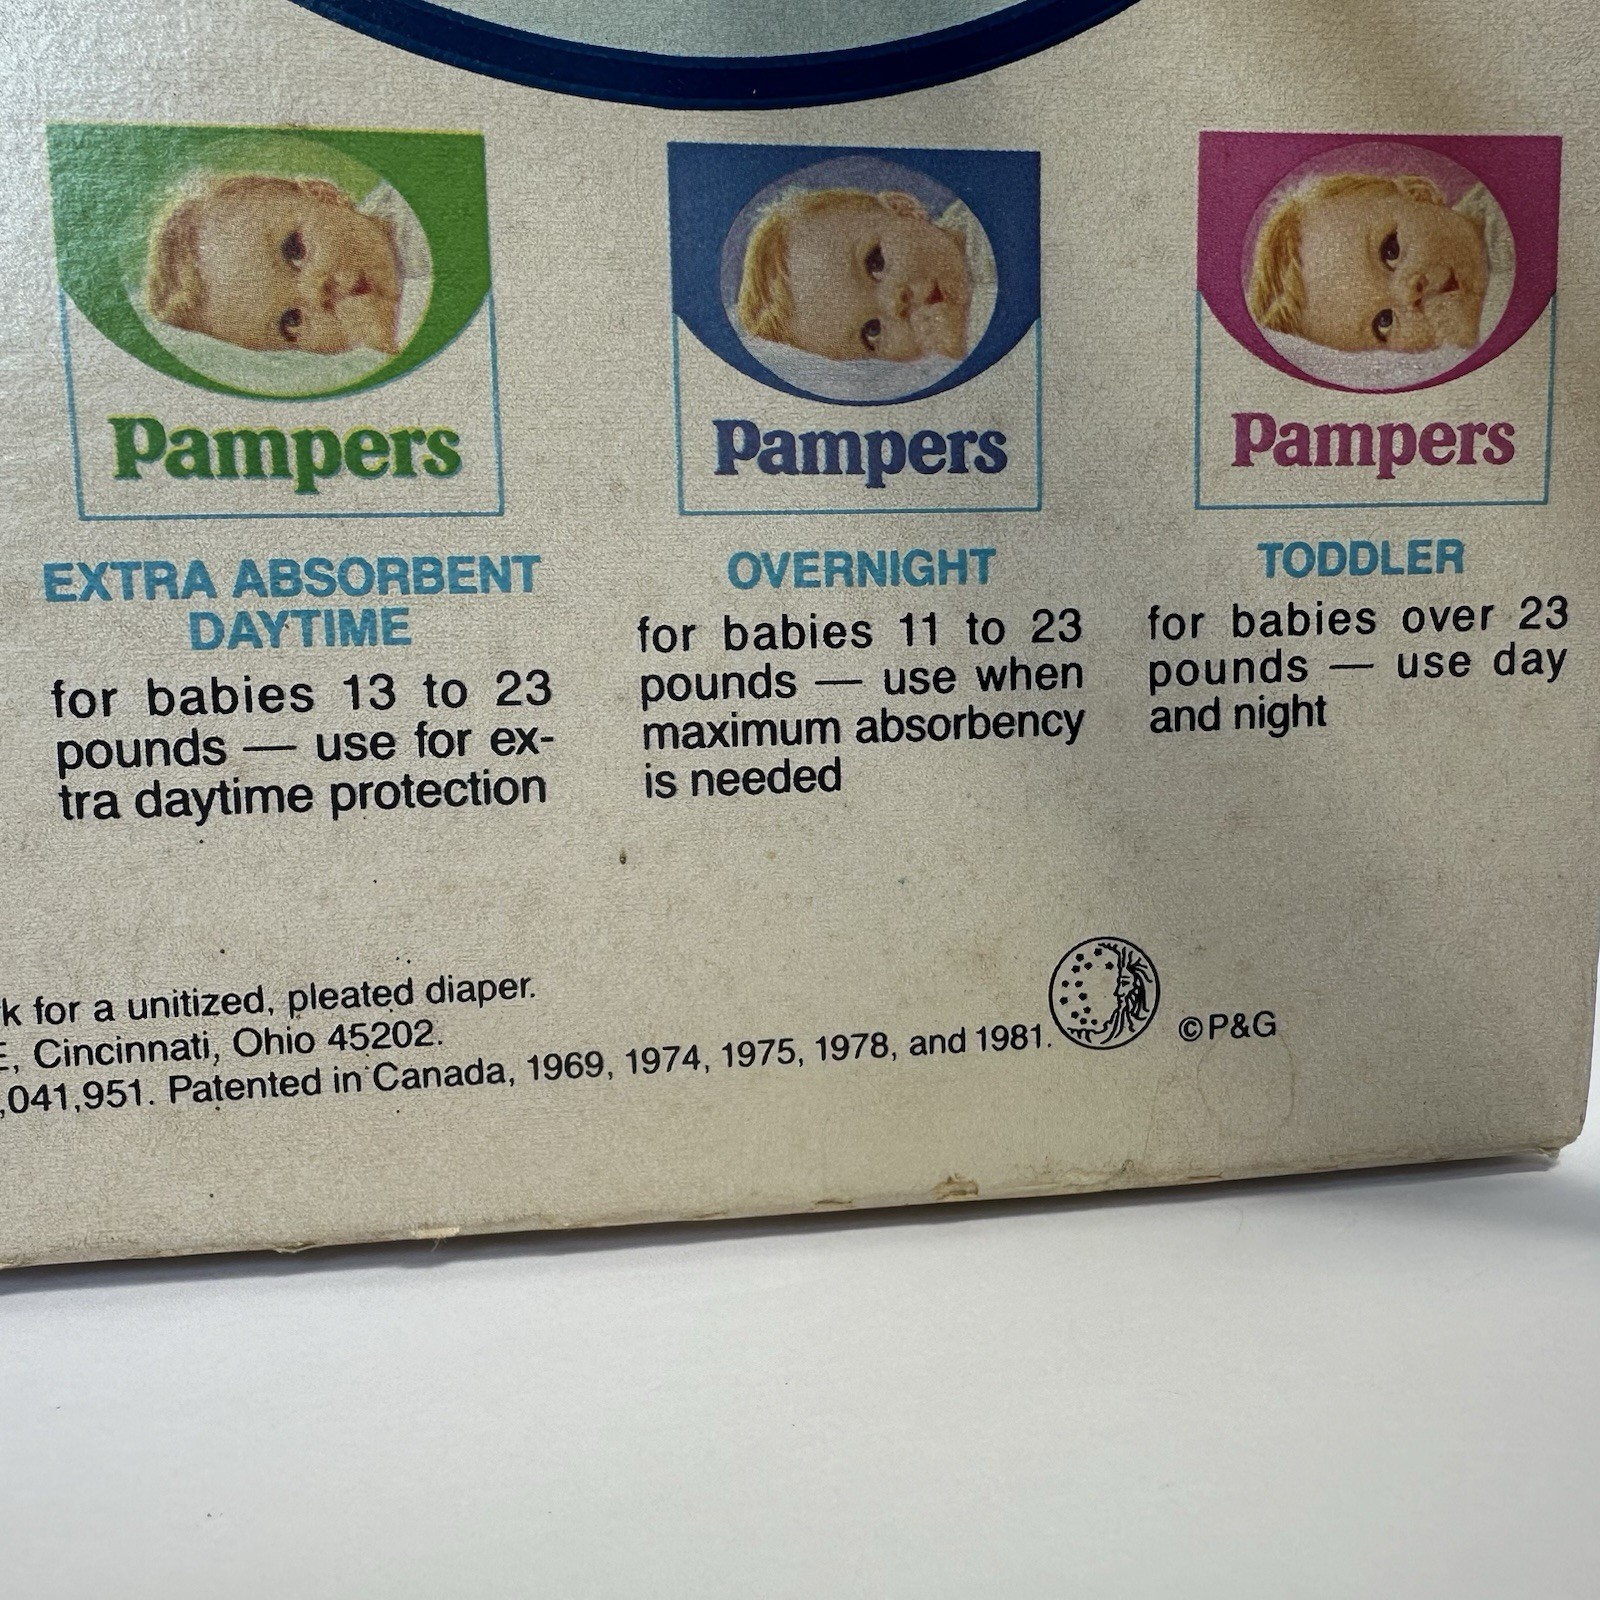 Pampers
EXTRA ABSORBENT
DAYTIME
for babies 13 to 23
pounds — use for ex-
tra daytime protection
Pampers
OVERNIGHT
for babies 11 to 23
pounds — use when
maximum absorbency
is needed
Pampers
TODDLER
for babies over 23
pounds — use day
and night
k for a unitized, pleated diaper.
E, Cincinnati, Ohio 45202.
,041,951. Patented in Canada, 1969, 1974, 1975, 1978, and 1981.
©P&G